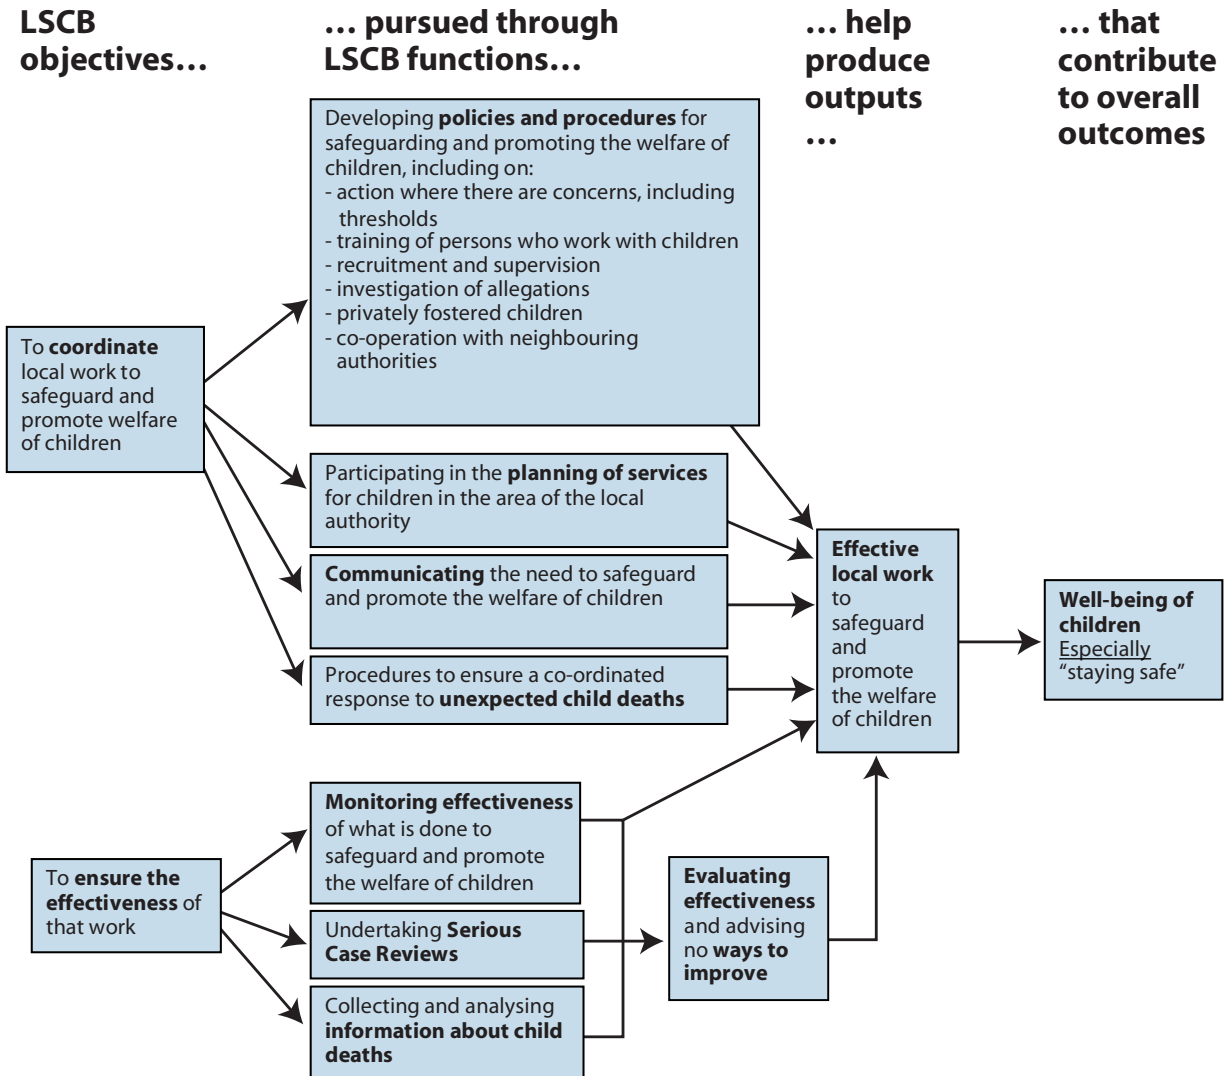 LSCB
objectives…
… pursued through
LSCB functions…
… help
produce
outputs
…
… that
contribute
to overall
outcomes
Developing policies and procedures for
safeguarding and promoting the welfare of
children, including on:
- action where there are concerns, including
thresholds
- training of persons who work with children
- recruitment and supervision
- investigation of allegations
- privately fostered children
- co-operation with neighbouring
authorities
To coordinate
local work to
safeguard and
promote welfare
of children
Participating in the planning of services
for children in the area of the local
authority
Communicating the need to safeguard
and promote the welfare of children
Procedures to ensure a co-ordinated
response to unexpected child deaths
Effective
local work
to
safeguard
and
promote
the welfare
of children
Well-being of
children
Especially
“staying safe”
To ensure the
effectiveness of
that work
Monitoring effectiveness
of what is done to
safeguard and promote
the welfare of children
Undertaking Serious
Case Reviews
Collecting and analysing
information about child
deaths
Evaluating
effectiveness
and advising
no ways to
improve